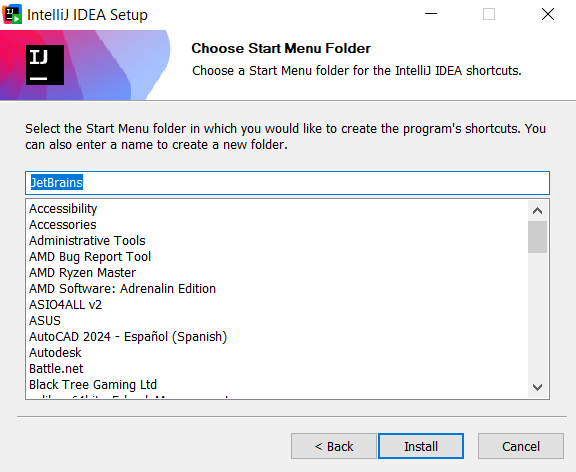 IntelliJ IDEA Setup
IJ
Choose Start Menu Folder
Choose a Start Menu folder for the IntelliJ IDEA shortcuts.
Select the Start Menu folder in which you would like to create the program's shortcuts. You
can also enter a name to create a new folder.
JetBrains
Accessibility
Accessories
Administrative Tools
AMD Bug Report Tool
AMD Ryzen Master
AMD Software: Adrenalin Edition
ASIO4ALL v2
ASUS
AutoCAD 2024 - Español (Spanish)
Autodesk
Battle.net
Black Tree Gaming Ltd
< Back
Install
Cancel